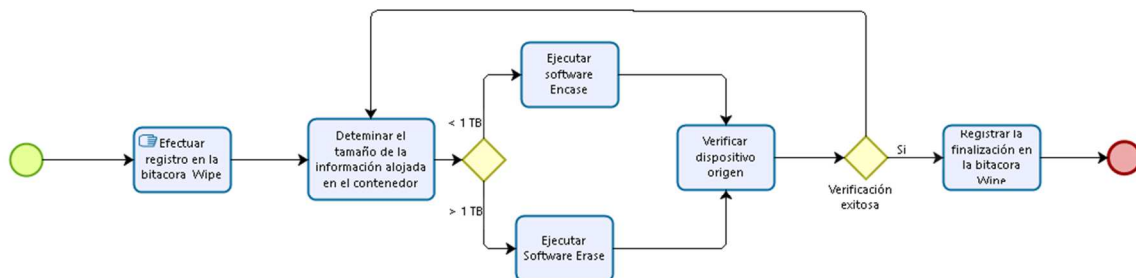 Efectuar
registro en la
bitacora Wipe
Deteminar el
tamaño de la
información alojada
en el contenedor
< 1 TB
> 1 TB
Ejecutar
software
Encase
Ejecutar
Software Erase
Verificar
dispositivo
origen
Si
Verificación
exitosa
Registrar la
finalización en
la bitacora
Wipe